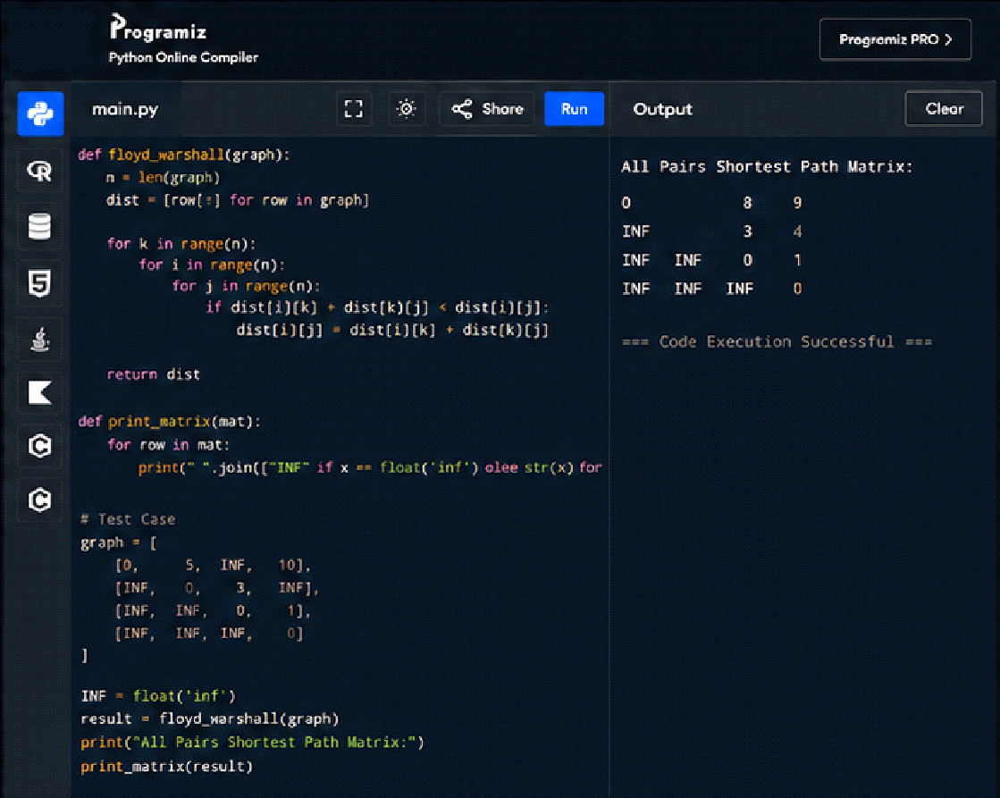 Programiz
Python Online Compiler
Programiz PRO >
main.py
Share
Run
Output
Clear
def floyd_warshall(graph):
    n = len(graph)
    dist = [row[:] for row in graph]
    for k in range(n):
        for i in range(n):
            for j in range(n):
                if dist[i][k] + dist[k][j] < dist[i][j]:
                    dist[i][j] = dist[i][k] + dist[k][j]
    return dist
def print_matrix(mat):
    for row in mat:
        print(" ".join(["INF" if x == float('inf') olee str(x) for
# Test Case
graph = [
    [0, 5, INF, 10],
    [INF, 0, 3, INF],
    [INF, INF, 0, 1],
    [INF, INF, INF, 0]
]
INF = float('inf')
result = floyd_warshall(graph)
print("All Pairs Shortest Path Matrix:")
print_matrix(result)
All Pairs Shortest Path Matrix:
0 8 9
INF 3 4
INF INF 0 1
INF INF INF 0
=== Code Execution Successful ===